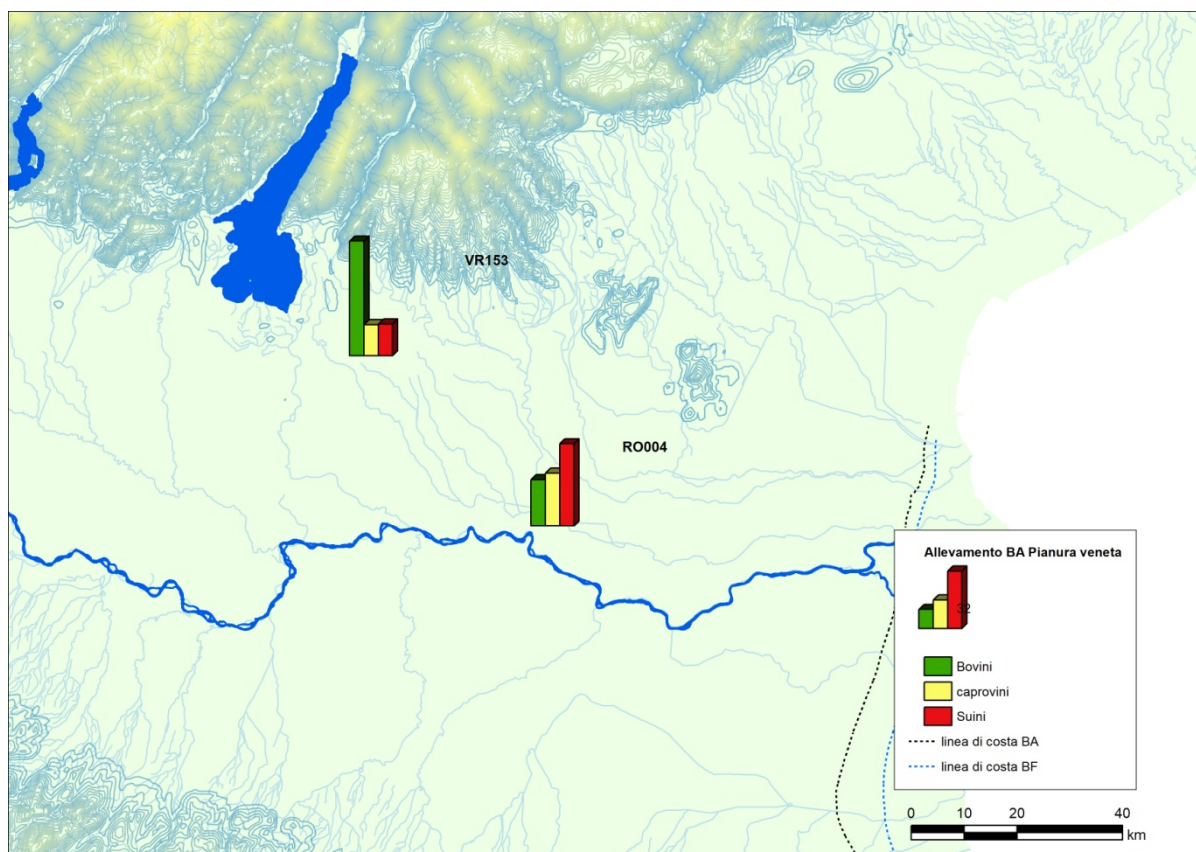 VR153
RO004
Allevamento BA Pianura veneta
32
Bovini
caprovini
Suini
linea di costa BA
linea di costa BF
0 10 20 40
km